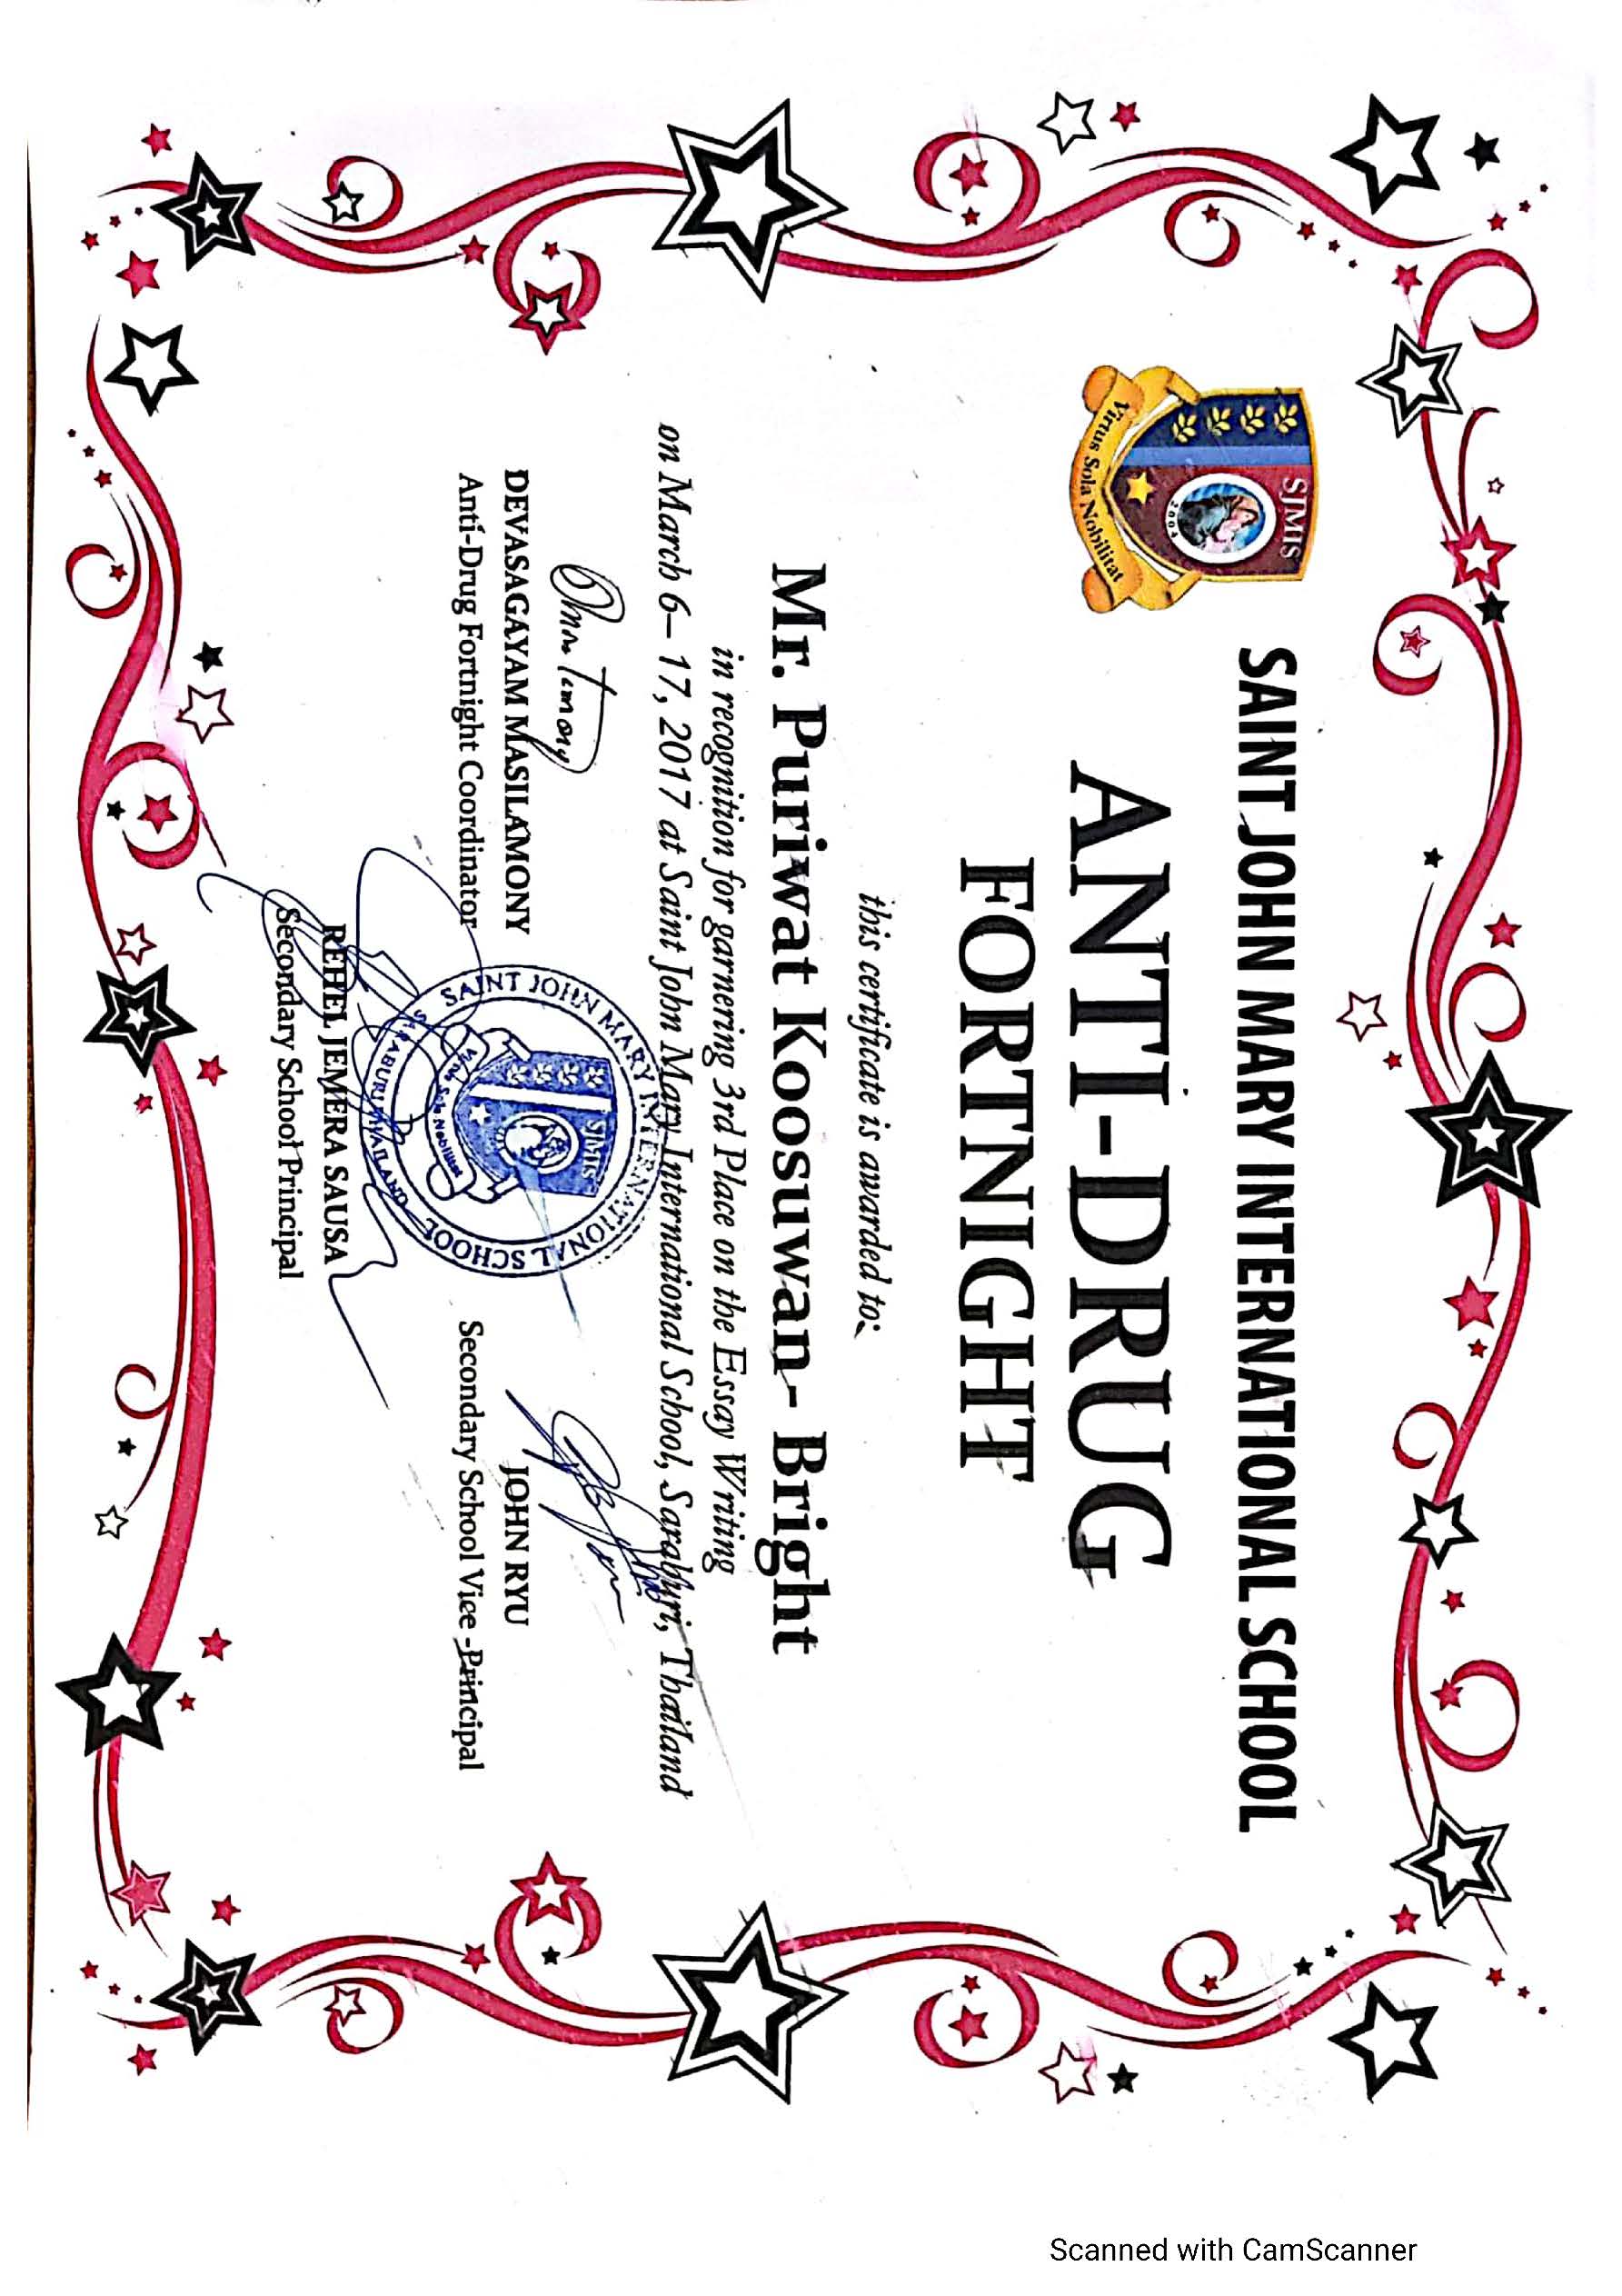 SJMIS
2004
Virtus Sola Nobilitat
SAINT JOHN MARY INTERNATIONAL SCHOOL
ANTI-DRUG
FORTNIGHT
this certificate is awarded to:
Mr. Puriwat Koosuwan- Bright
in recognition for garnering 3rd Place on the Essay Writing
on March 6– 17, 2017 at Saint John Mary International School, Saraburi, Thailand
DEVASAGAYAM MASILAMONY
Anti-Drug Fortnight Coordinator
SAINT JOHN MARY INTERNATIONAL SCHOOL
SJMIS
Virtus Sola Nobilitat
SARABURI THAILAND
JOHN RYU
Secondary School Vice -Principal
REHEL JEMERA SAUSA
Secondary School Principal
Scanned with CamScanner